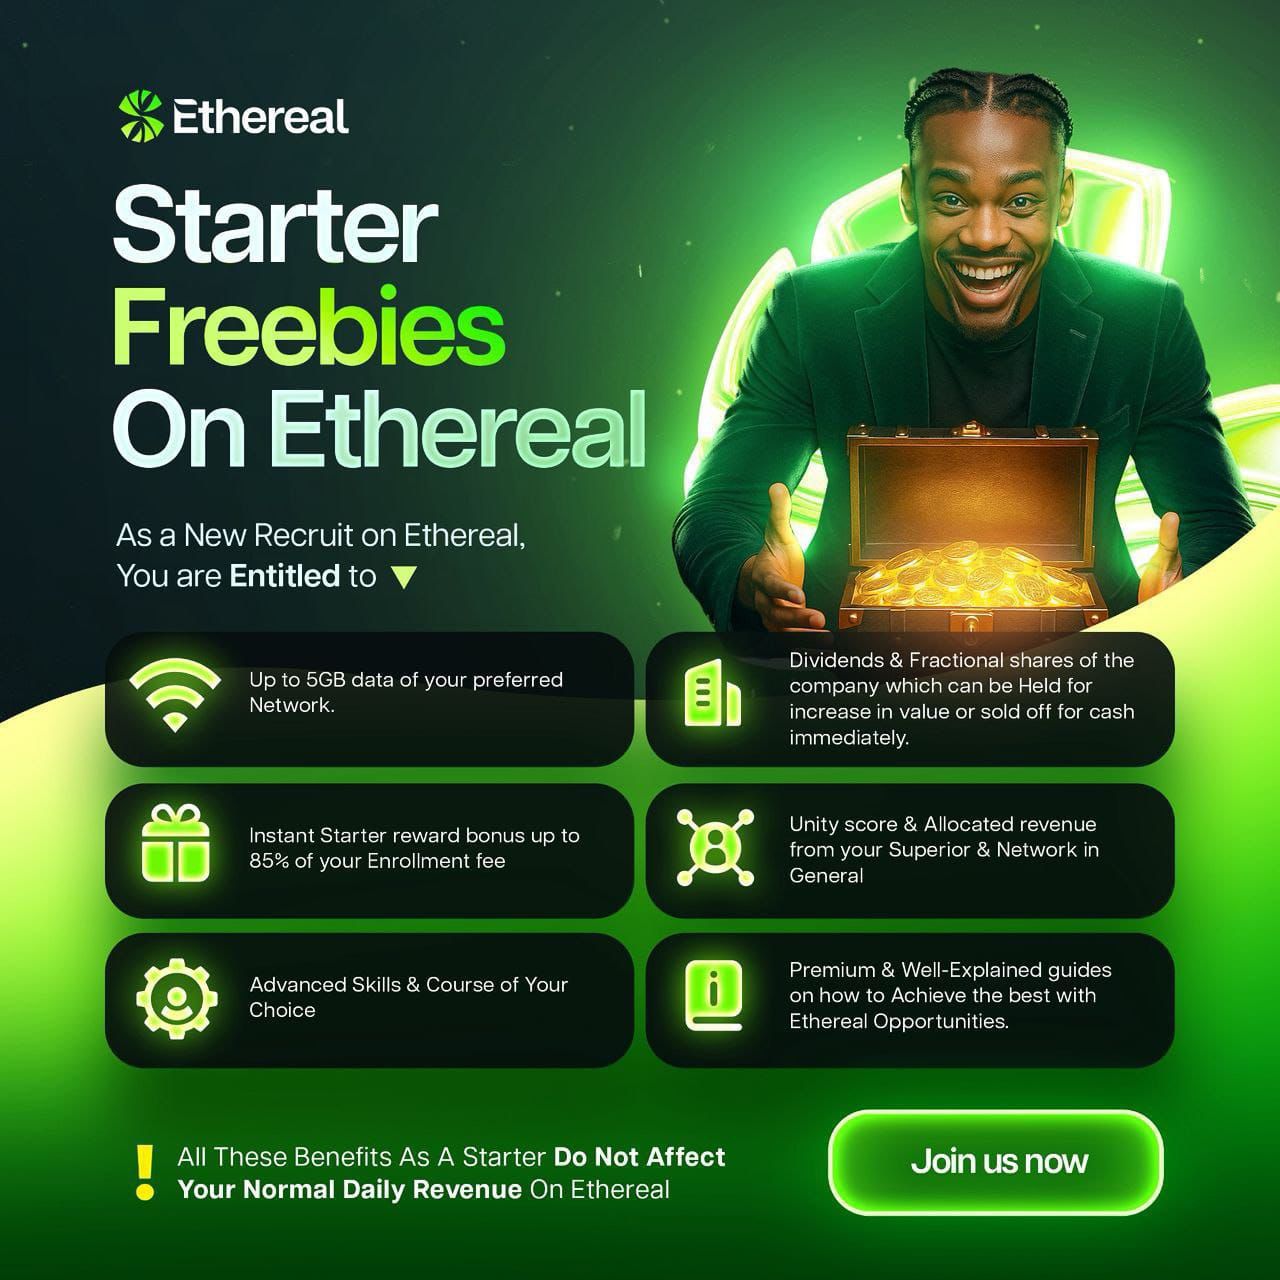 Ethereal
Starter
Freebies
On Ethereal
As a New Recruit on Ethereal,
You are Entitled to
Up to 5GB data of your preferred
Network.
Dividends & Fractional shares of the
company which can be Held for
increase in value or sold off for cash
immediately.
Instant Starter reward bonus up to
85% of your Enrollment fee
Unity score & Allocated revenue
from your Superior & Network in
General
Advanced Skills & Course of Your
Choice
Premium & Well-Explained guides
on how to Achieve the best with
Ethereal Opportunities.
All These Benefits As A Starter Do Not Affect
Your Normal Daily Revenue On Ethereal
Join us now